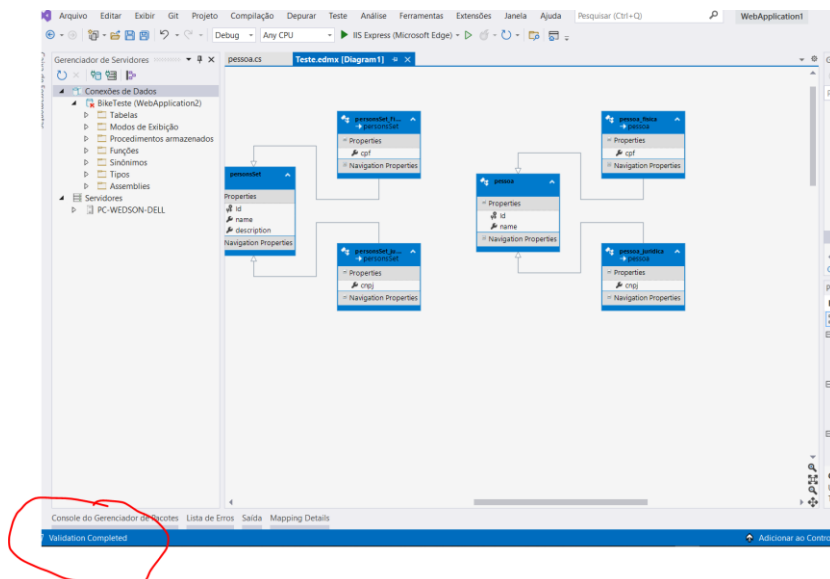 Arquivo Editar Exibir Git Projeto Compilação Depurar Teste Análise Ferramentas Extensões Janela Ajuda Pesquisar (Ctrl+Q) WebApplication1
Debug Any CPU IIS Express (Microsoft Edge)
Gerenciador de Servidores pessoa.cs Teste.edmx [Diagram1]
Conexões de Dados
BikeTeste (WebApplication2)
Tabelas
Modos de Exibição
Procedimentos armazenados
Funções
Sinônimos
Tipos
Assemblies
Servidores
PC-WEDSON-DELL
personsSet
Properties
id
name
description
Navigation Properties
personsSet_fi...
personsSet
Properties
cpf
Navigation Properties
personsSet_ju...
personsSet
Properties
cnpj
Navigation Properties
pessoa
Properties
id
name
Navigation Properties
pessoa_fisica
pessoa
Properties
cpf
Navigation Properties
pessoa_juridica
pessoa
Properties
cnpj
Navigation Properties
Console do Gerenciador de Pacotes Lista de Erros Saída Mapping Details
Validation Completed Adicionar ao Contro